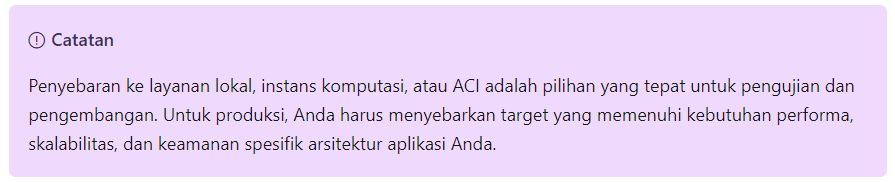 Catatan
Penyebaran ke layanan lokal, instans komputasi, atau ACI adalah pilihan yang tepat untuk pengujian dan
pengembangan. Untuk produksi, Anda harus menyebarkan target yang memenuhi kebutuhan performa,
skalabilitas, dan keamanan spesifik arsitektur aplikasi Anda.